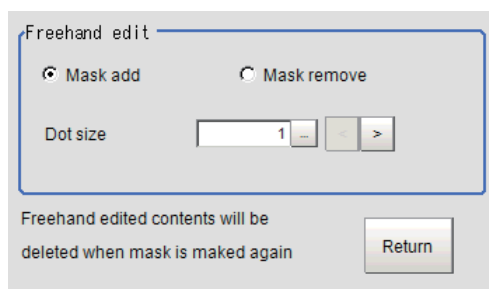 Freehand edit
Mask add Mask remove
Dot size 1 ... < >
Freehand edited contents will be
deleted when mask is maked again
Return